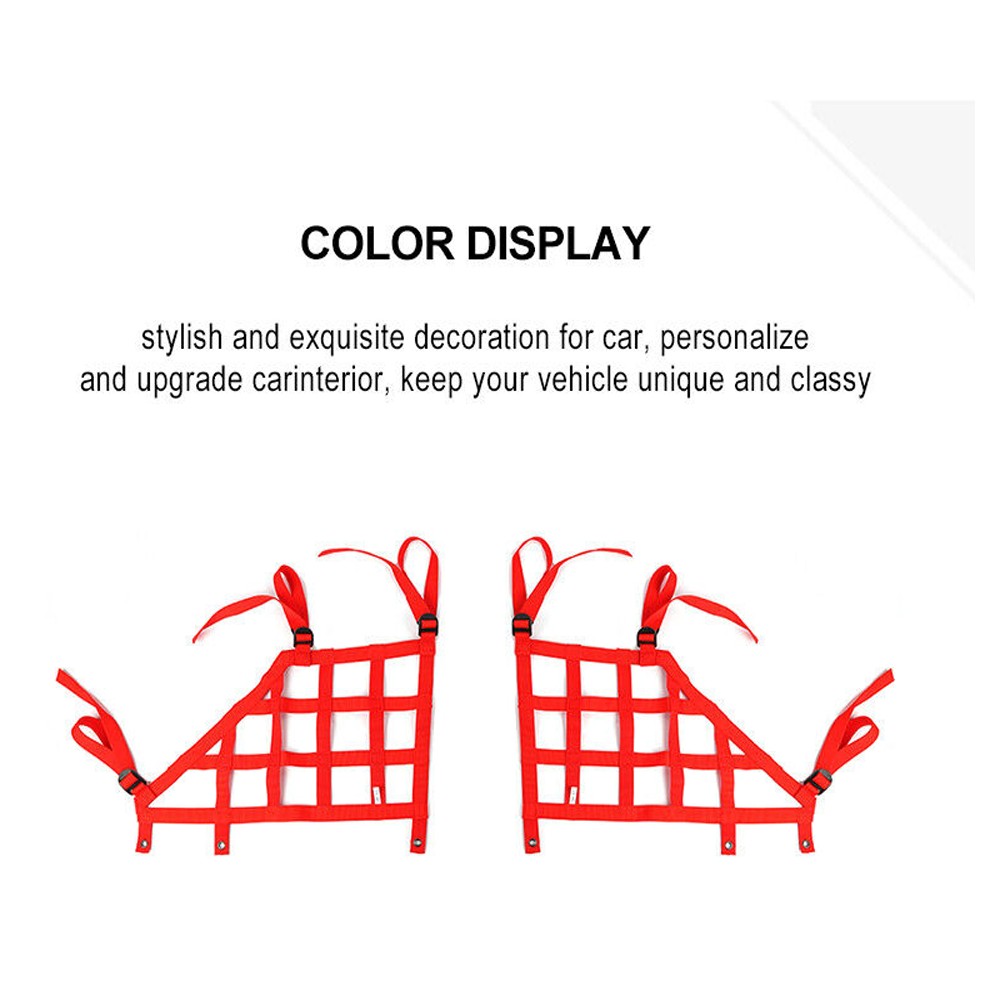 COLOR DISPLAY
stylish and exquisite decoration for car, personalize
and upgrade carinterior, keep your vehicle unique and classy